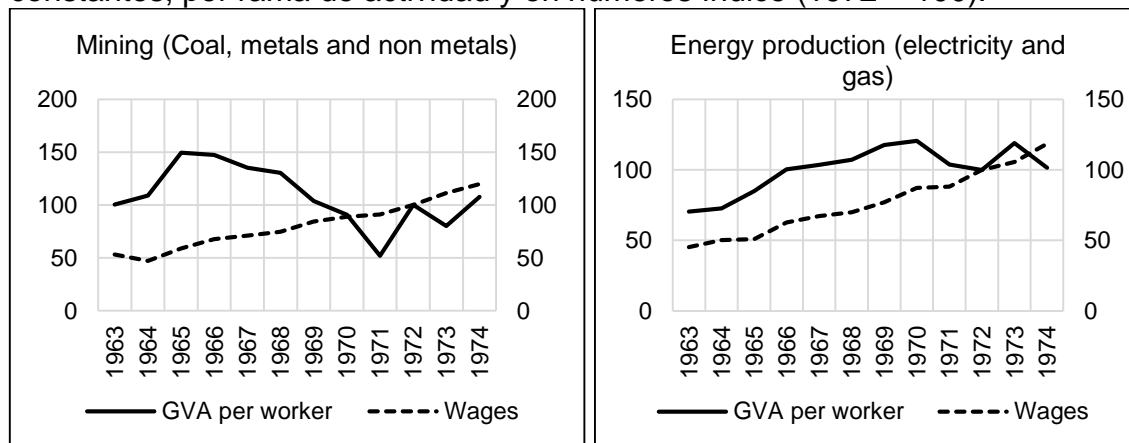 constantes, por rama de actividad y en números índice (1972 = 100).
Mining (Coal, metals and non metals)
200 200
150 150
100 100
50 50
0 0
1963 1964 1965 1966 1967 1968 1969 1970 1971 1972 1973 1974
GVA per worker Wages
Energy production (electricity and
gas)
150 150
100 100
50 50
0 0
1963 1964 1965 1966 1967 1968 1969 1970 1971 1972 1973 1974
GVA per worker Wages